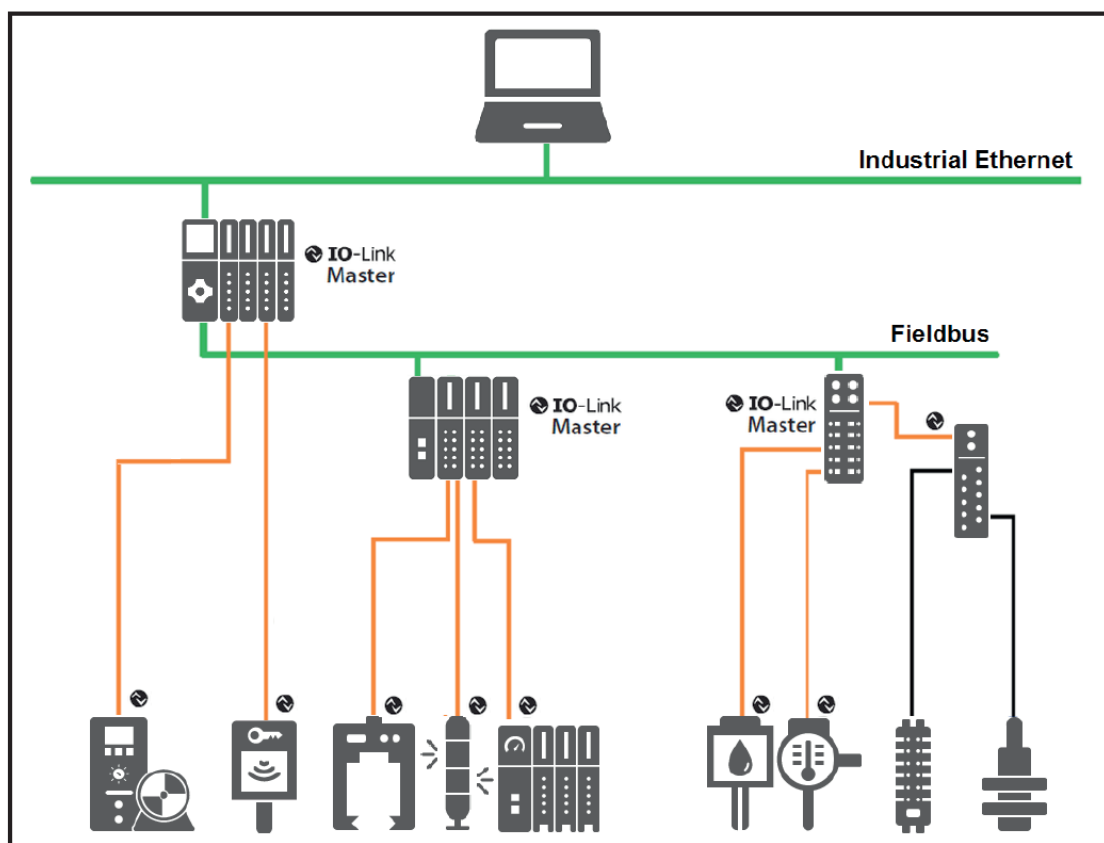 Industrial Ethernet
IO-Link
Master
Fieldbus
IO-Link
Master
IO-Link
Master